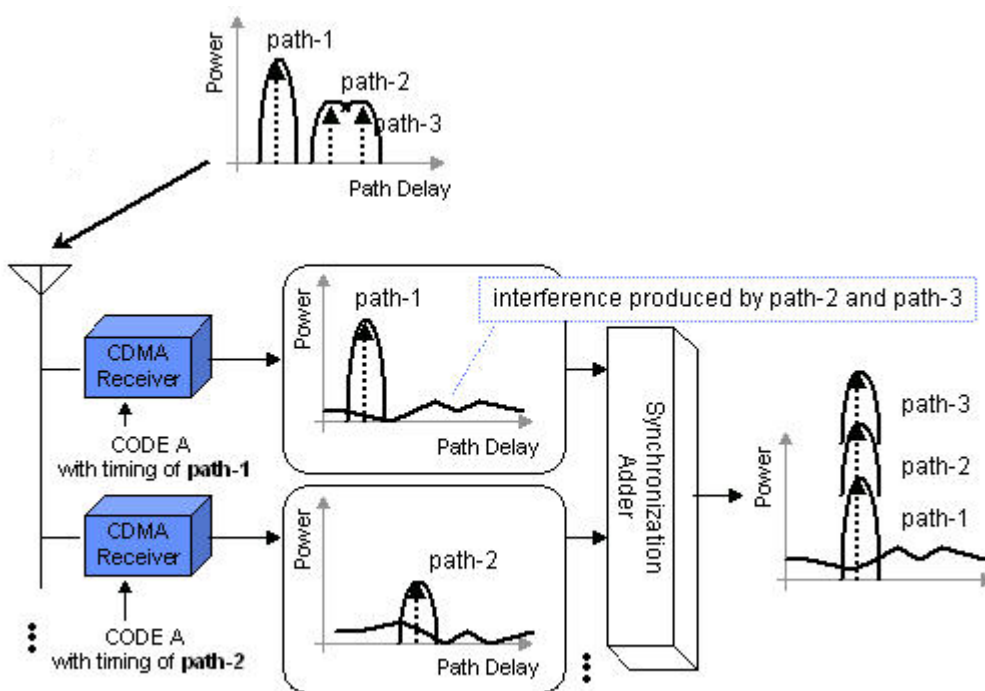 Power
path-1
path-2
path-3
Path Delay
CDMA
Receiver
CODE A
with timing of path-1
Power
path-1
Path Delay
interference produced by path-2 and path-3
CDMA
Receiver
CODE A
with timing of path-2
Power
path-2
Path Delay
Synchronization
Adder
Power
path-3
path-2
path-1